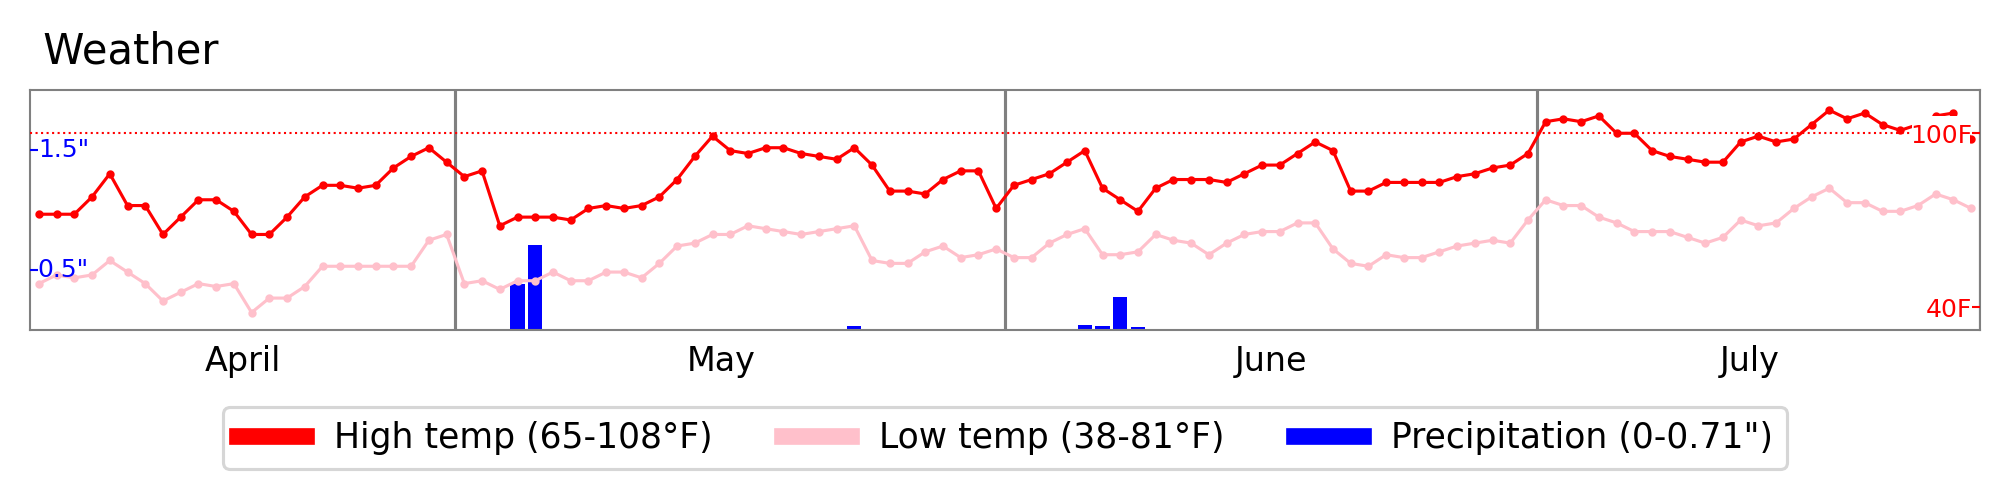 Weather
1.5"
100F
0.5"
40F
April May June July
High temp (65-108°F) Low temp (38-81°F) Precipitation (0-0.71")